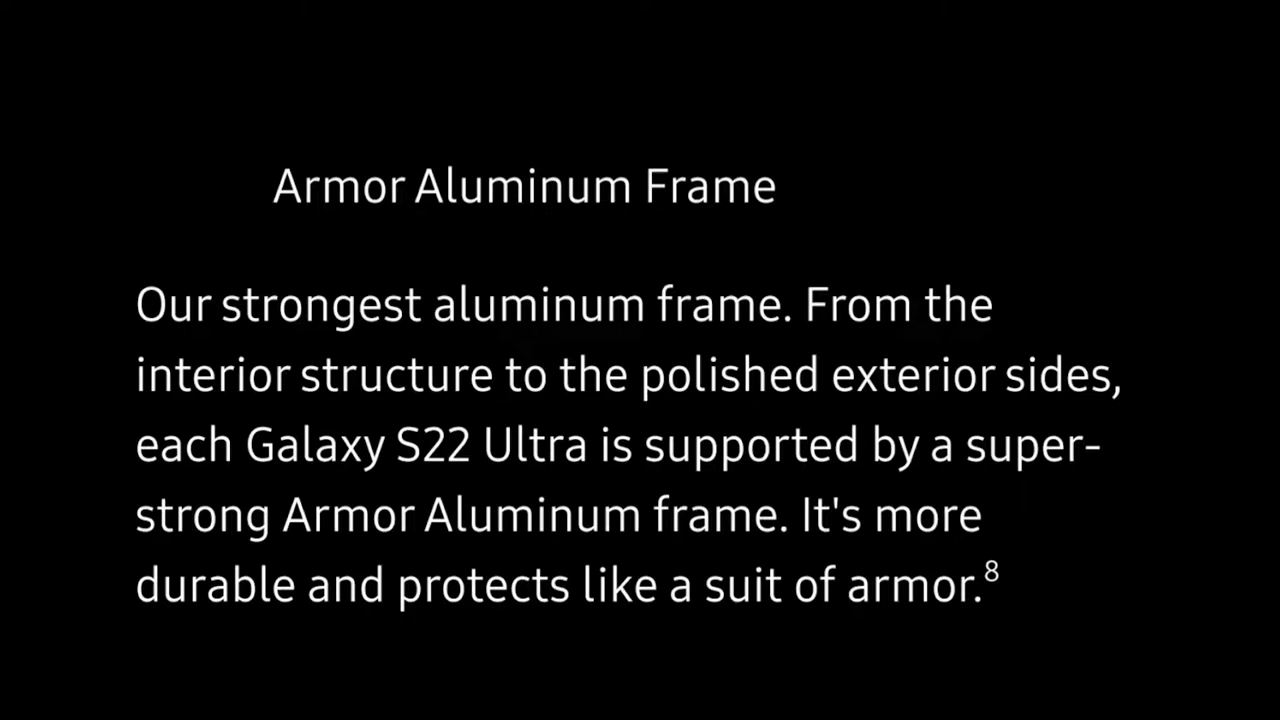 Armor Aluminum Frame
Our strongest aluminum frame. From the
interior structure to the polished exterior sides,
each Galaxy S22 Ultra is supported by a super-
strong Armor Aluminum frame. It's more
durable and protects like a suit of armor.⁸